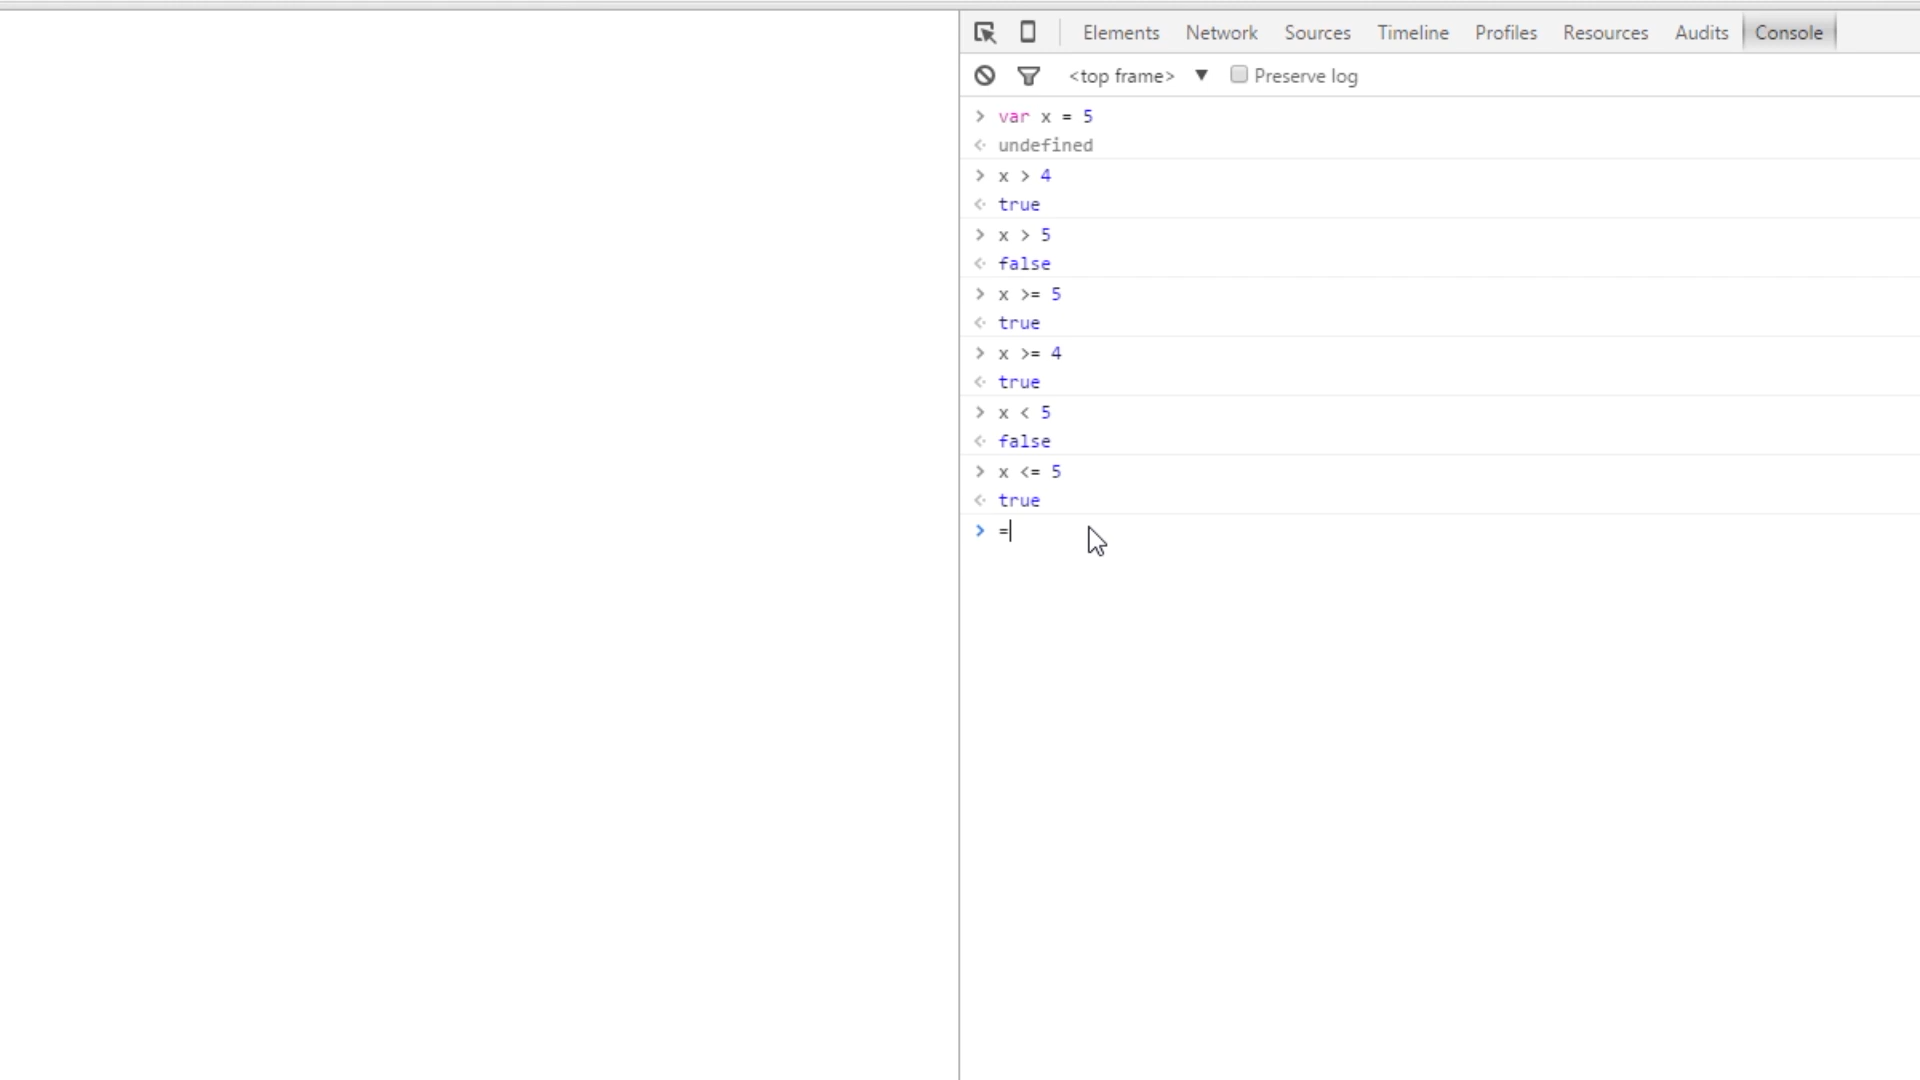 Elements Network Sources Timeline Profiles Resources Audits Console
<top frame> ▼ Preserve log
> var x = 5
<· undefined
> x > 4
<· true
> x > 5
<· false
> x >= 5
<· true
> x >= 4
<· true
> x < 5
<· false
> x <= 5
<· true
> =